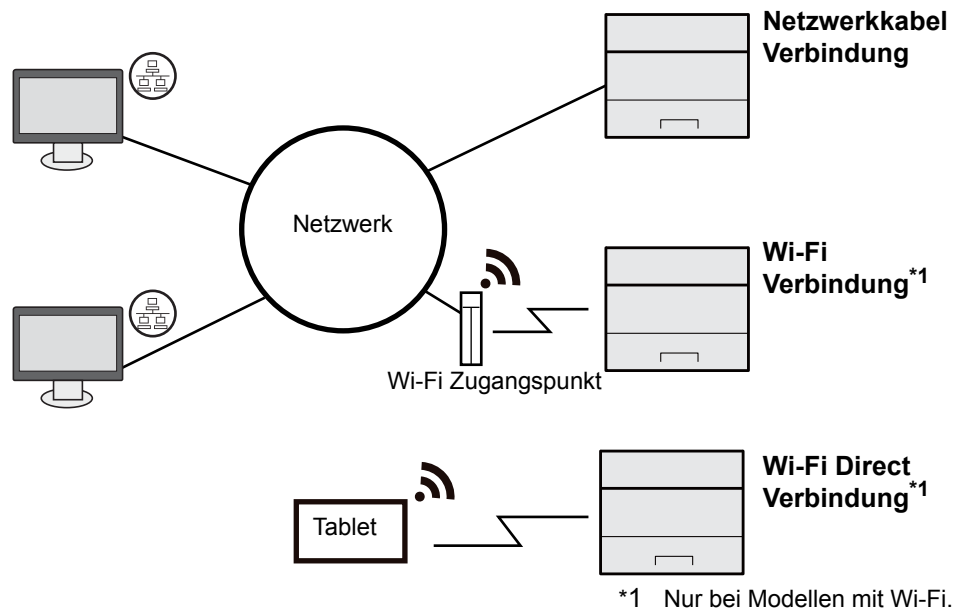 Netzwerkkabel
Verbindung
Netzwerk
Wi-Fi
Verbindung*1
Wi-Fi Zugangspunkt
Wi-Fi Direct
Verbindung*1
Tablet
*1 Nur bei Modellen mit Wi-Fi.